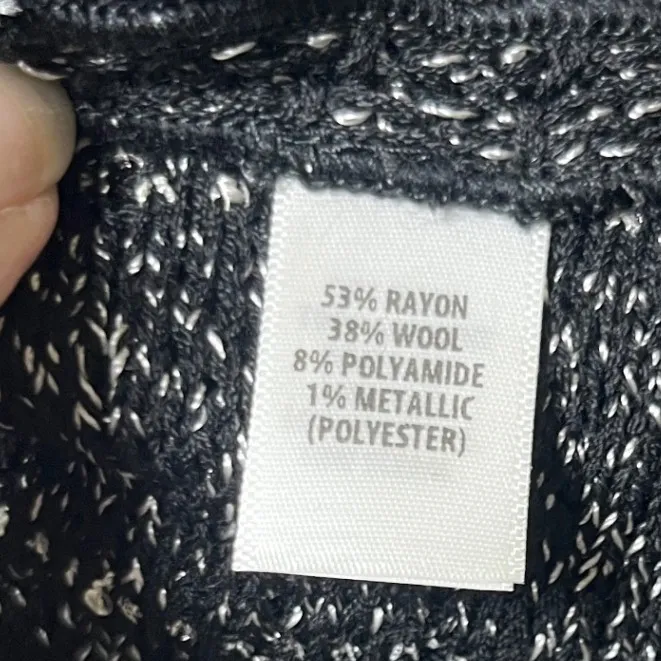 53% RAYON
38% WOOL
8% POLYAMIDE
1% METALLIC
(POLYESTER)